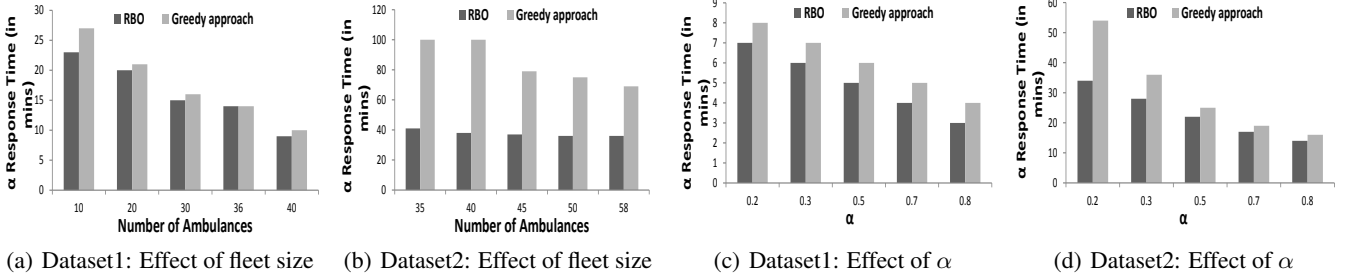 α Response Time (in mins)
30
25
20
15
10
5
0
RBO Greedy approach
10 20 30 36 40
Number of Ambulances
(a) Dataset1: Effect of fleet size
α Response Time (in mins)
120
100
80
60
40
20
0
RBO Greedy approach
35 40 45 50 58
Number of Ambulances
(b) Dataset2: Effect of fleet size
α Response Time (in mins)
9
8
7
6
5
4
3
2
1
0
RBO Greedy approach
0.2 0.3 0.5 0.7 0.8
α
(c) Dataset1: Effect of α
α Response Time (in mins)
60
50
40
30
20
10
0
RBO Greedy approach
0.2 0.3 0.5 0.7 0.8
α
(d) Dataset2: Effect of α